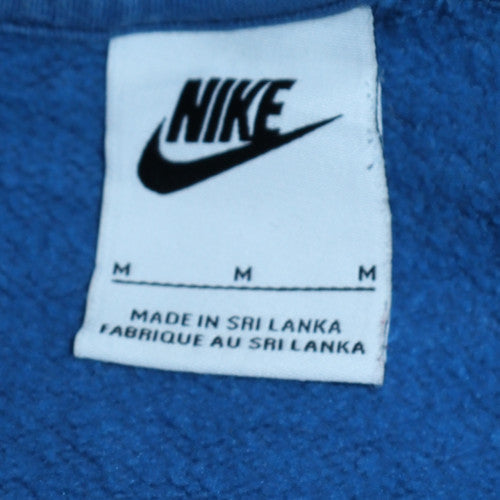 NIKE
M M M
MADE IN SRI LANKA
FABRIQUE AU SRI LANKA